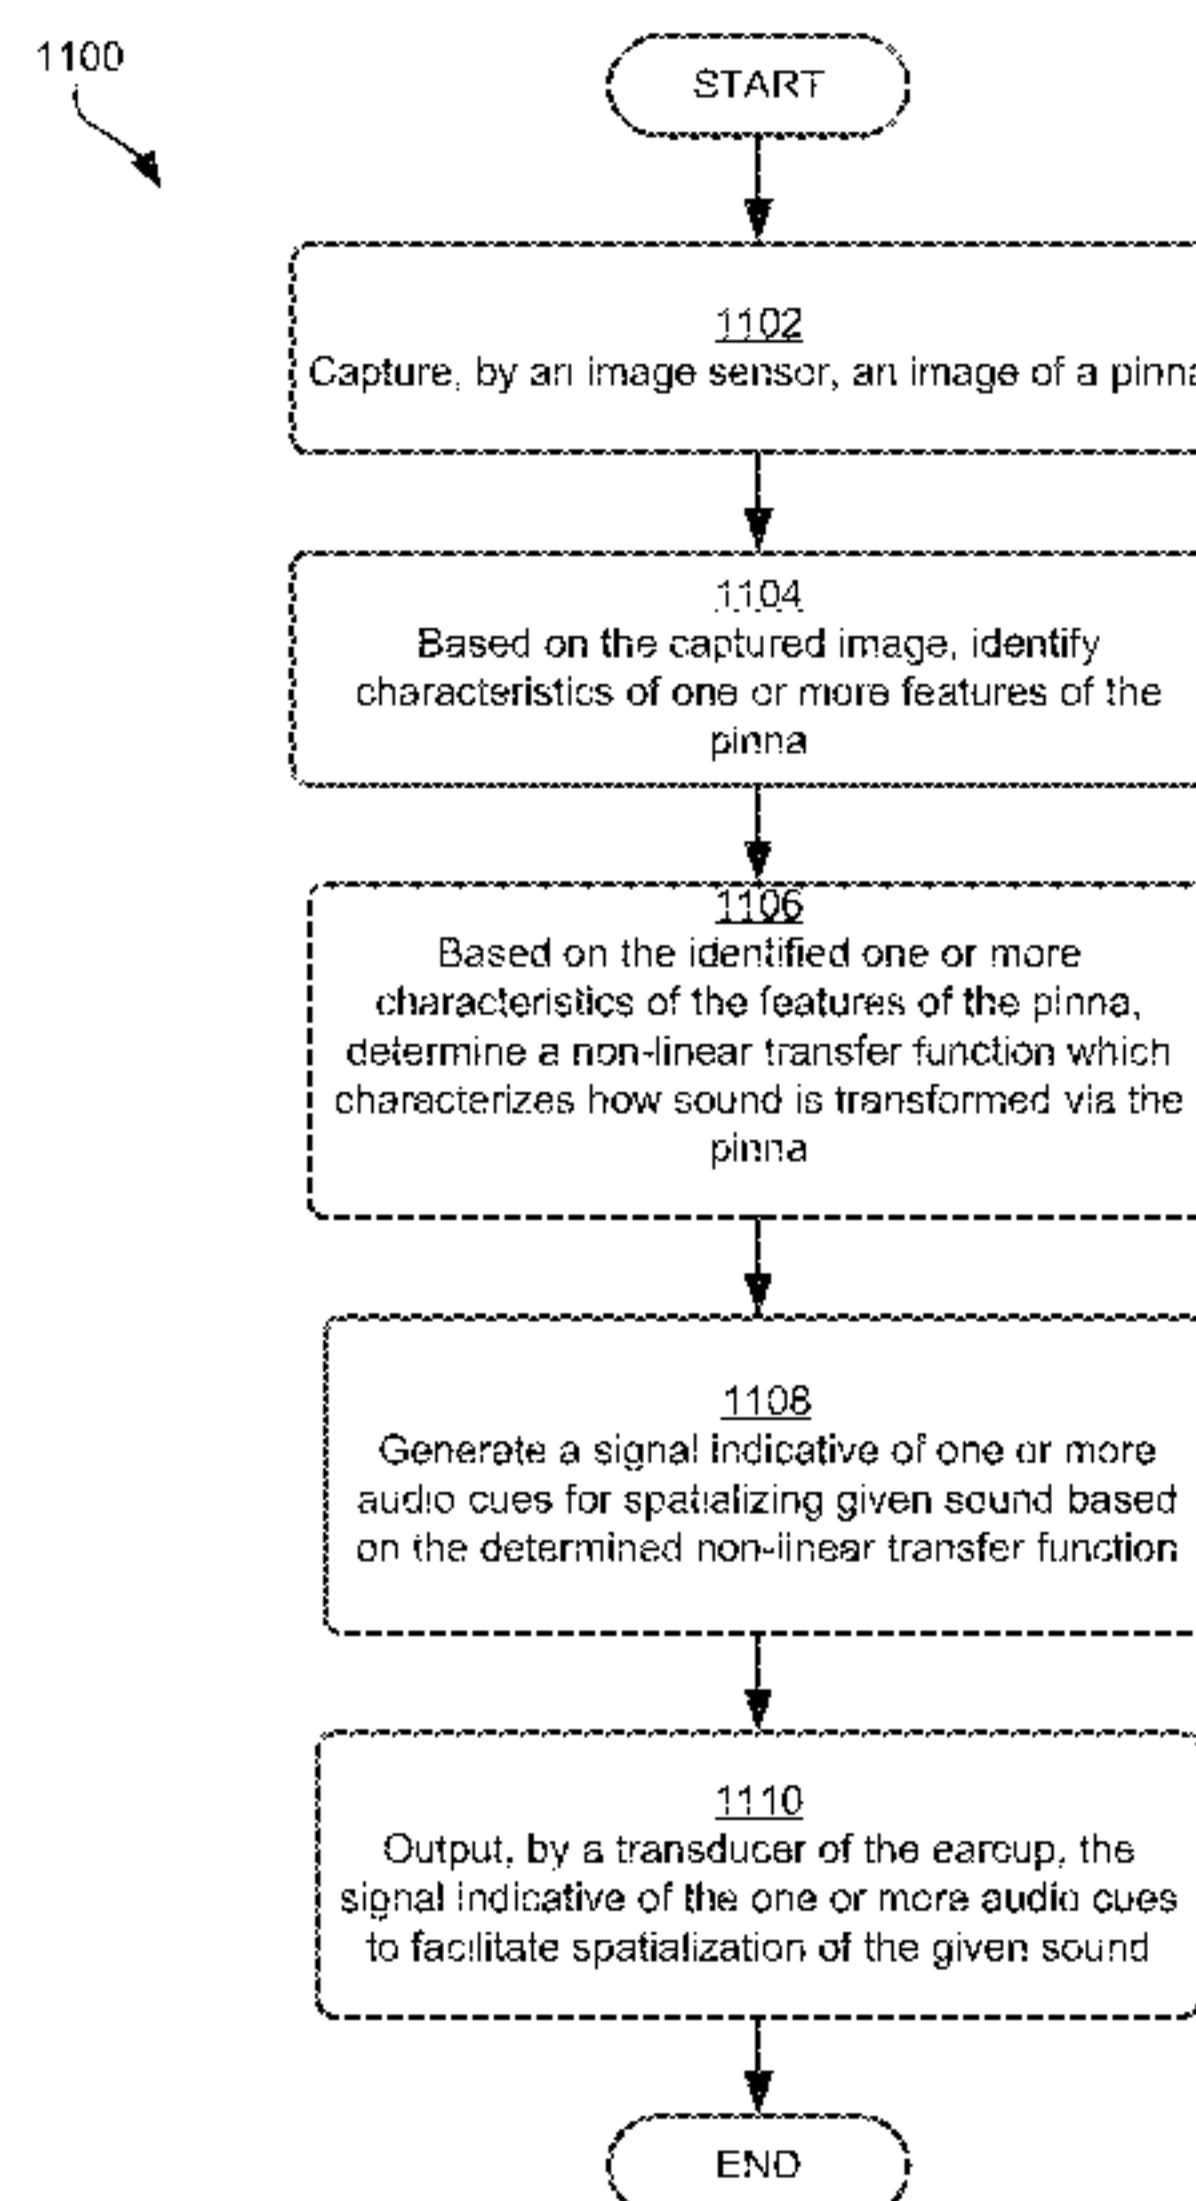 1100
START
1102
Capture, by an image sensor, an image of a pinna
1104
Based on the captured image, identify
characteristics of one or more features of the
pinna
1106
Based on the identified one or more
characteristics of the features of the pinna,
determine a non-linear transfer function which
characterizes how sound is transformed via the
pinna
1108
Generate a signal indicative of one or more
audio cues for spatializing given sound based
on the determined non-linear transfer function
1110
Output, by a transducer of the earcup, the
signal indicative of the one or more audio cues
to facilitate spatialization of the given sound
END